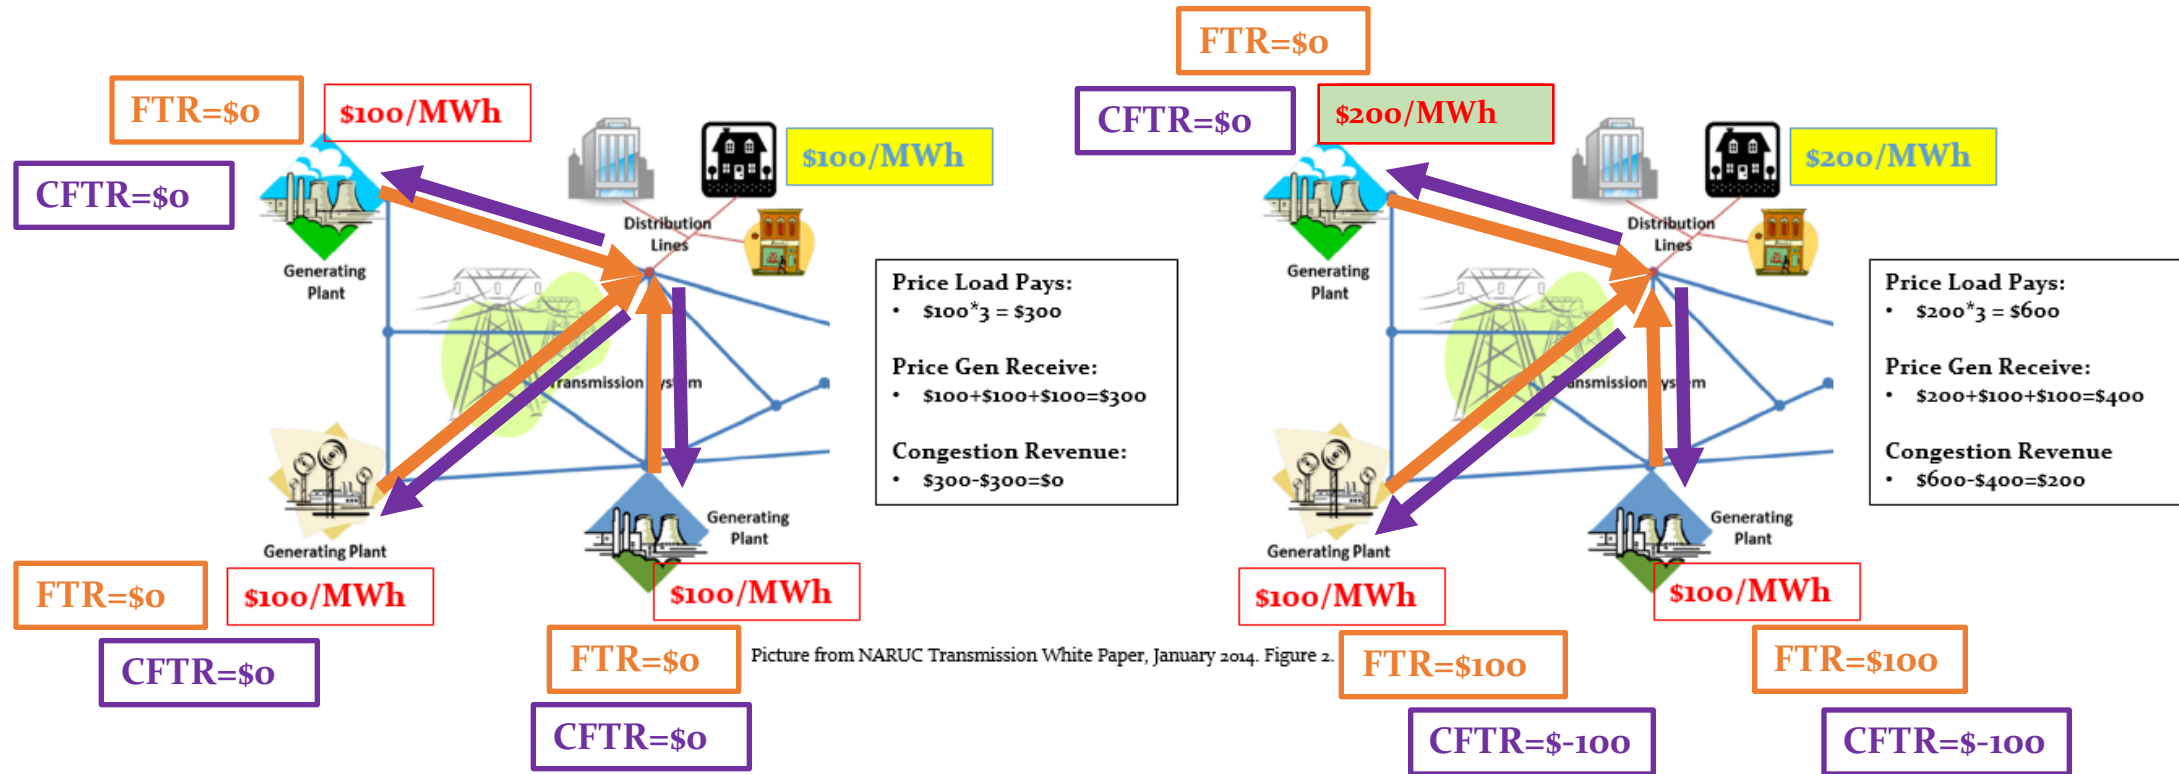 FTR=$0
$100/MWh
CFTR=$0
$100/MWh
Distribution
Lines
Generating
Plant
Transmission System
Generating Plant
Generating
Plant
FTR=$0
$100/MWh
CFTR=$0
$100/MWh
FTR=$0
CFTR=$0
Price Load Pays:
• $100*3 = $300
Price Gen Receive:
• $100+$100+$100=$300
Congestion Revenue:
• $300-$300=$0
Picture from NARUC Transmission White Paper, January 2014. Figure 2.
FTR=$0
CFTR=$0
$200/MWh
$200/MWh
Distribution
Lines
Generating
Plant
Transmission System
Generating Plant
Generating
Plant
$100/MWh
FTR=$100
CFTR=$-100
$100/MWh
FTR=$100
CFTR=$-100
Price Load Pays:
• $200*3 = $600
Price Gen Receive:
• $200+$100+$100=$400
Congestion Revenue
• $600-$400=$200